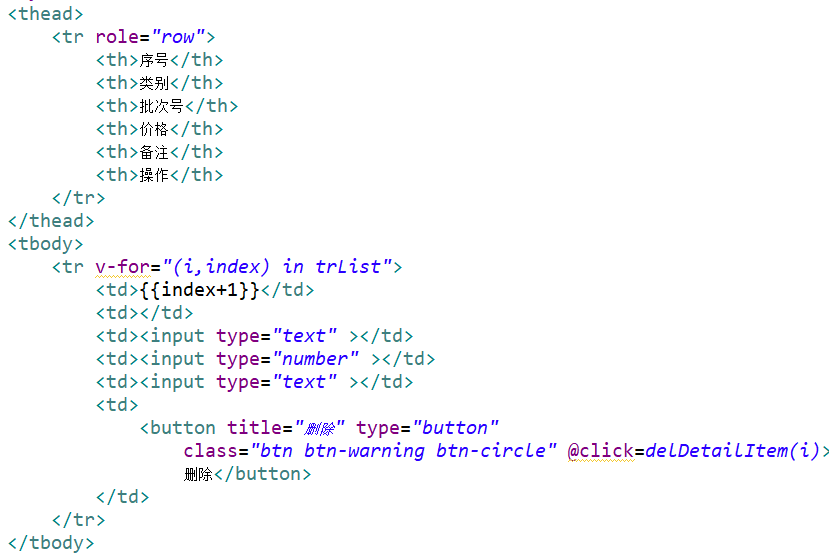 <thead>
<tr role="row">
<th>序号</th>
<th>类别</th>
<th>批次号</th>
<th>价格</th>
<th>备注</th>
<th>操作</th>
</tr>
</thead>
<tbody>
<tr v-for="(i,index) in trList">
<td>{{index+1}}</td>
<td></td>
<td><input type="text" ></td>
<td><input type="number" ></td>
<td><input type="text" ></td>
<td>
<button title="删除" type="button"
class="btn btn-warning btn-circle" @click=delDetailItem(i)>
删除</button>
</td>
</tr>
</tbody>